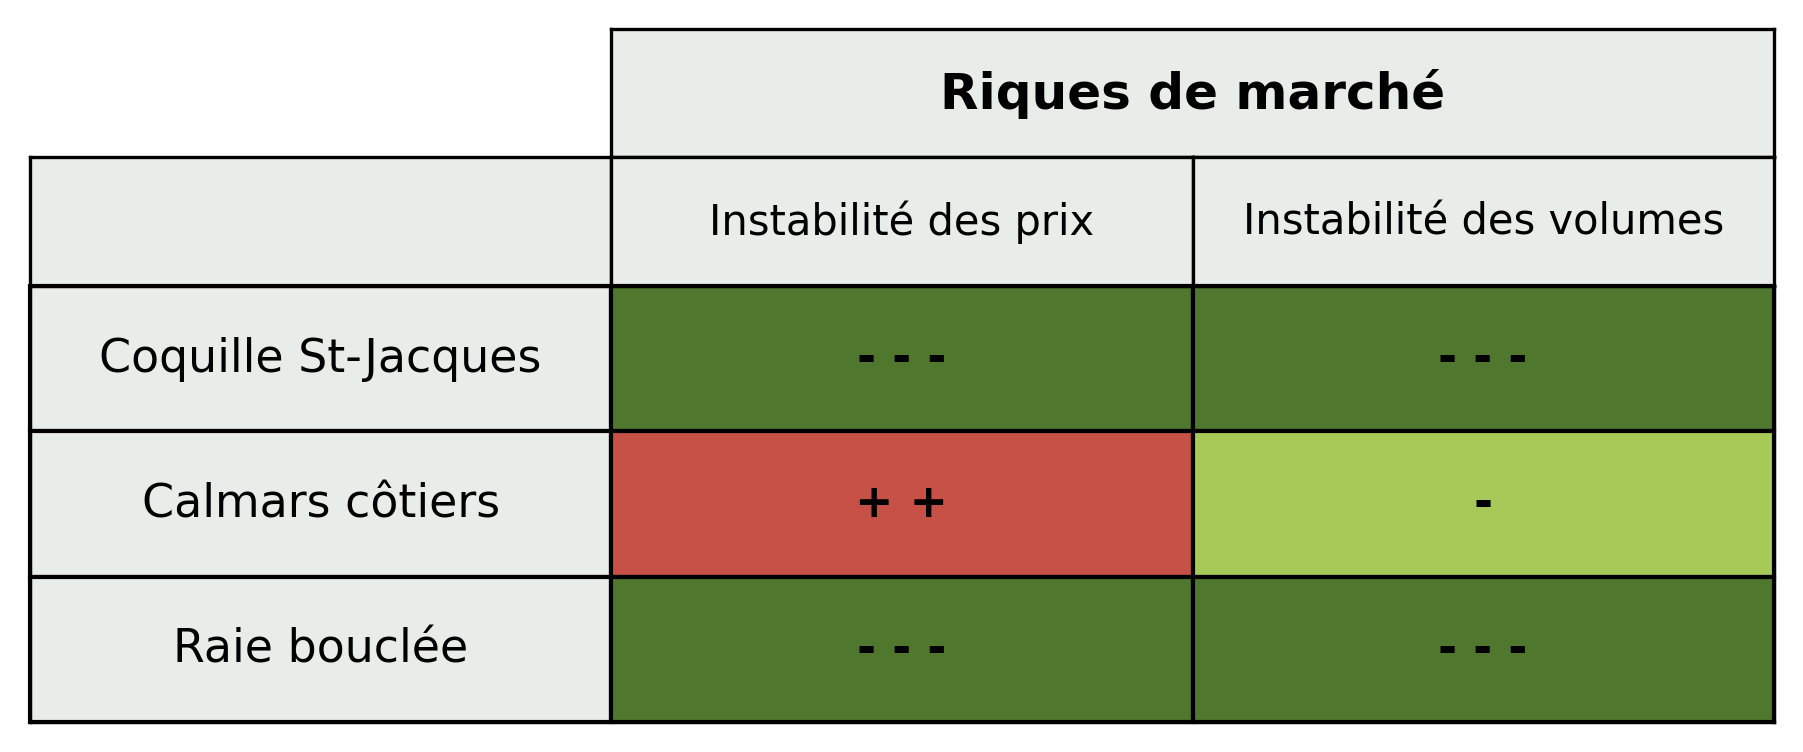 Riques de marché
Instabilité des prix
Instabilité des volumes
Coquille St-Jacques
- - -
- - -
Calmars côtiers
+ +
-
Raie bouclée
- - -
- - -